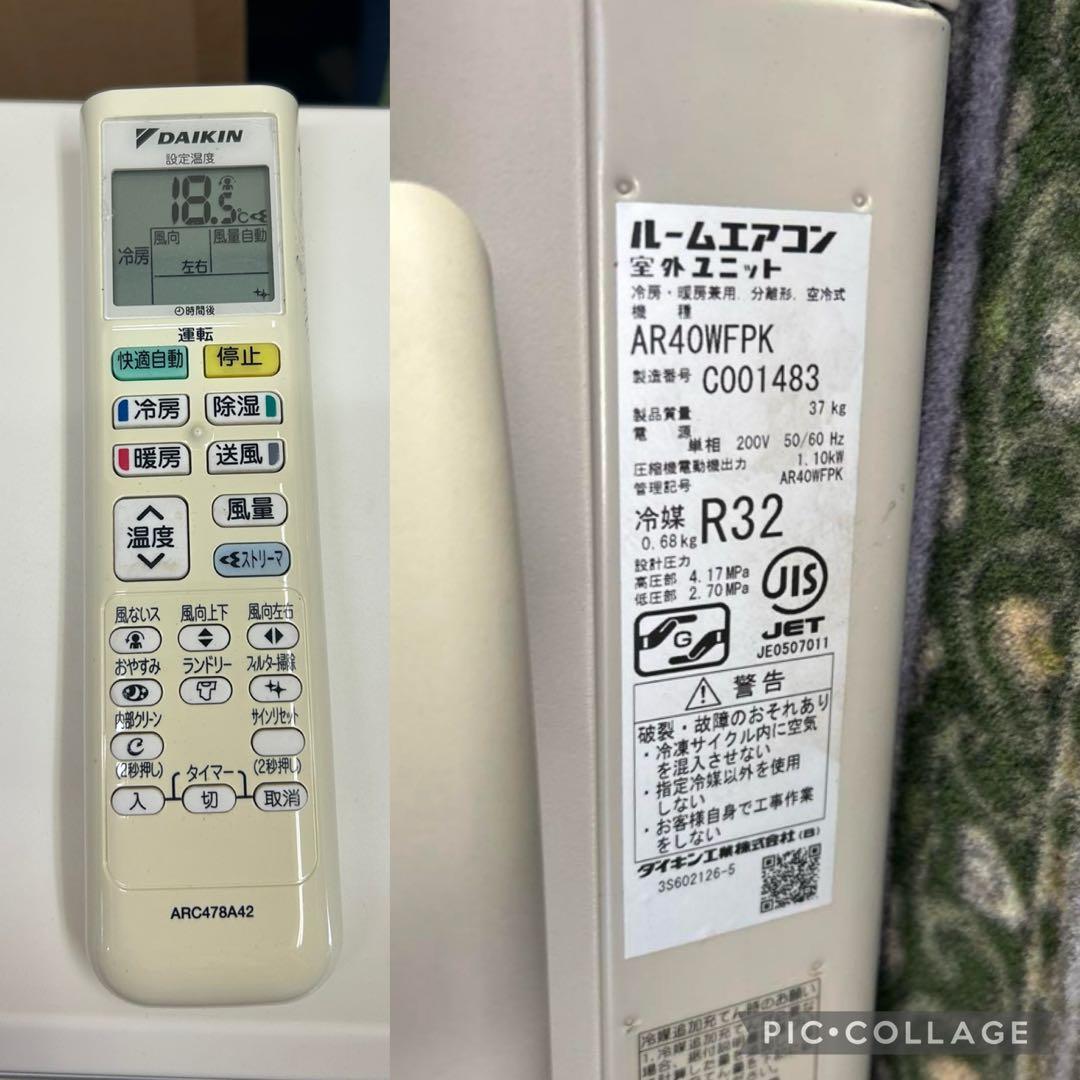 DAIKIN
設定温度
18.5℃
冷房
風向
風量自動
左右
時間後
運転
快適自動
停止
冷房
除湿
暖房
送風
温度
風量
ストリーマ
風ないス
風向上下
風向左右
おやすみ
ランドリー
フィルター掃除
内部クリーン
サインリセット
(2秒押し)
タイマー
(2秒押し)
入
切
取消
ARC478A42
ルームエアコン
室外ユニット
冷房・暖房兼用、分離形、空冷式
機種
AR40WFPK
製造番号 C001483
製品質量 37 kg
電源 単相 200V 50/60 Hz
圧縮機電動機出力 1.10kW
管理記号 AR40WFPK
冷媒 R32
0.68kg
設計圧力
高圧部 4.17MPa
低圧部 2.70MPa
JIS
JET
JE0507011
G
警告
破裂・故障のおそれあり
・冷凍サイクル内に空気
を混入させない
・指定冷媒以外を使用
しない
・お客様自身で工事作業
をしない
ダイキン工業株式会社(B)
3S602126-5
冷媒追加充てん時のお願い
PIC•COLLAGE